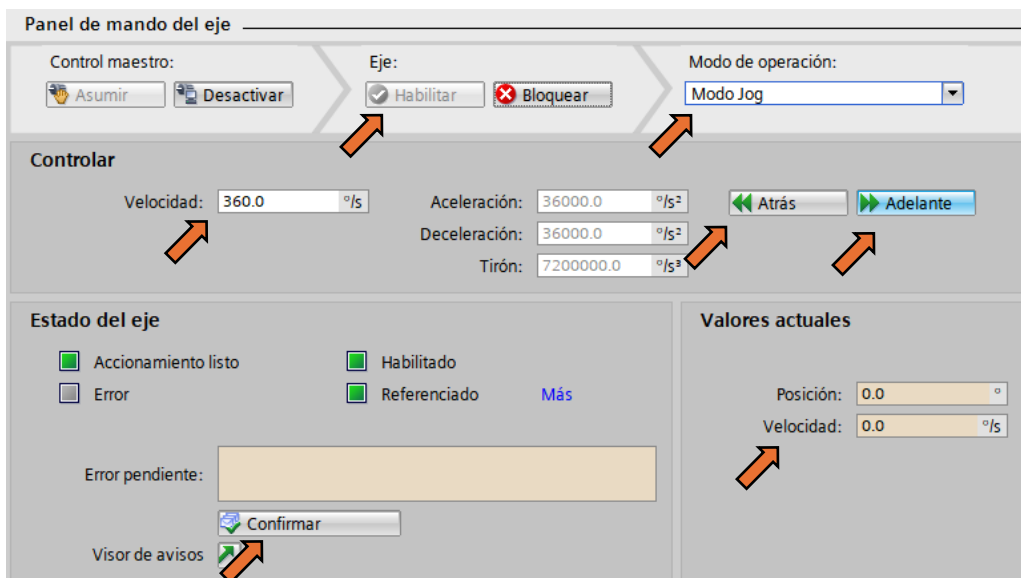 Panel de mando del eje
Control maestro:
Asumir
Desactivar
Eje:
Habilitar
Bloquear
Modo de operación:
Modo Jog
Controlar
Velocidad: 360.0 °/s
Aceleración: 36000.0 °/s²
Deceleración: 36000.0 °/s²
Tirón: 7200000.0 °/s³
Atrás
Adelante
Estado del eje
Accionamiento listo
Habilitado
Error
Referenciado
Más
Error pendiente:
Confirmar
Visor de avisos
Valores actuales
Posición: 0.0 °
Velocidad: 0.0 °/s